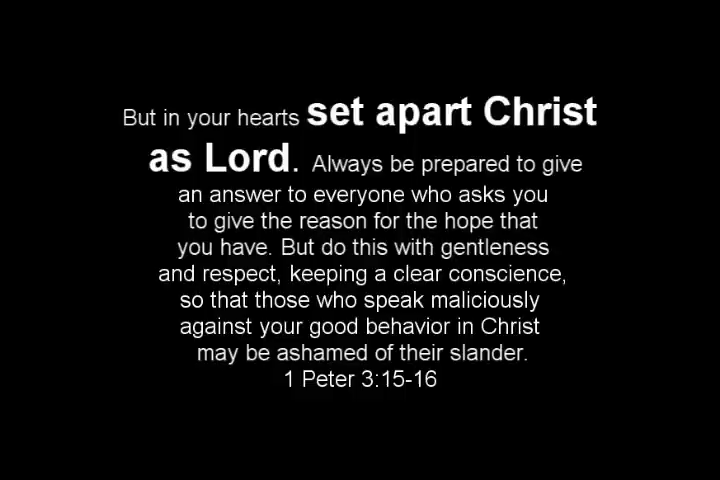 But in your hearts set apart Christ
as Lord. Always be prepared to give
an answer to everyone who asks you
to give the reason for the hope that
you have. But do this with gentleness
and respect, keeping a clear conscience,
so that those who speak maliciously
against your good behavior in Christ
may be ashamed of their slander.
1 Peter 3:15-16